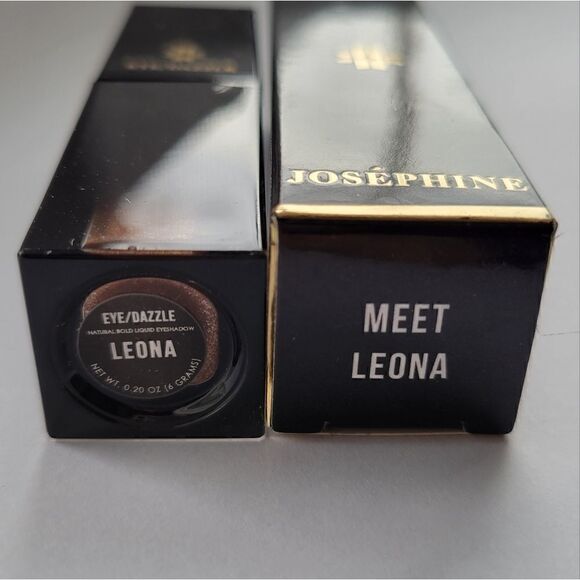 EYE/DAZZLE
NATURAL BOLD LIQUID EYESHADOW
LEONA
NET WT. 0.20 OZ (6 GRAMS)
JOSÉPHINE
MEET
LEONA